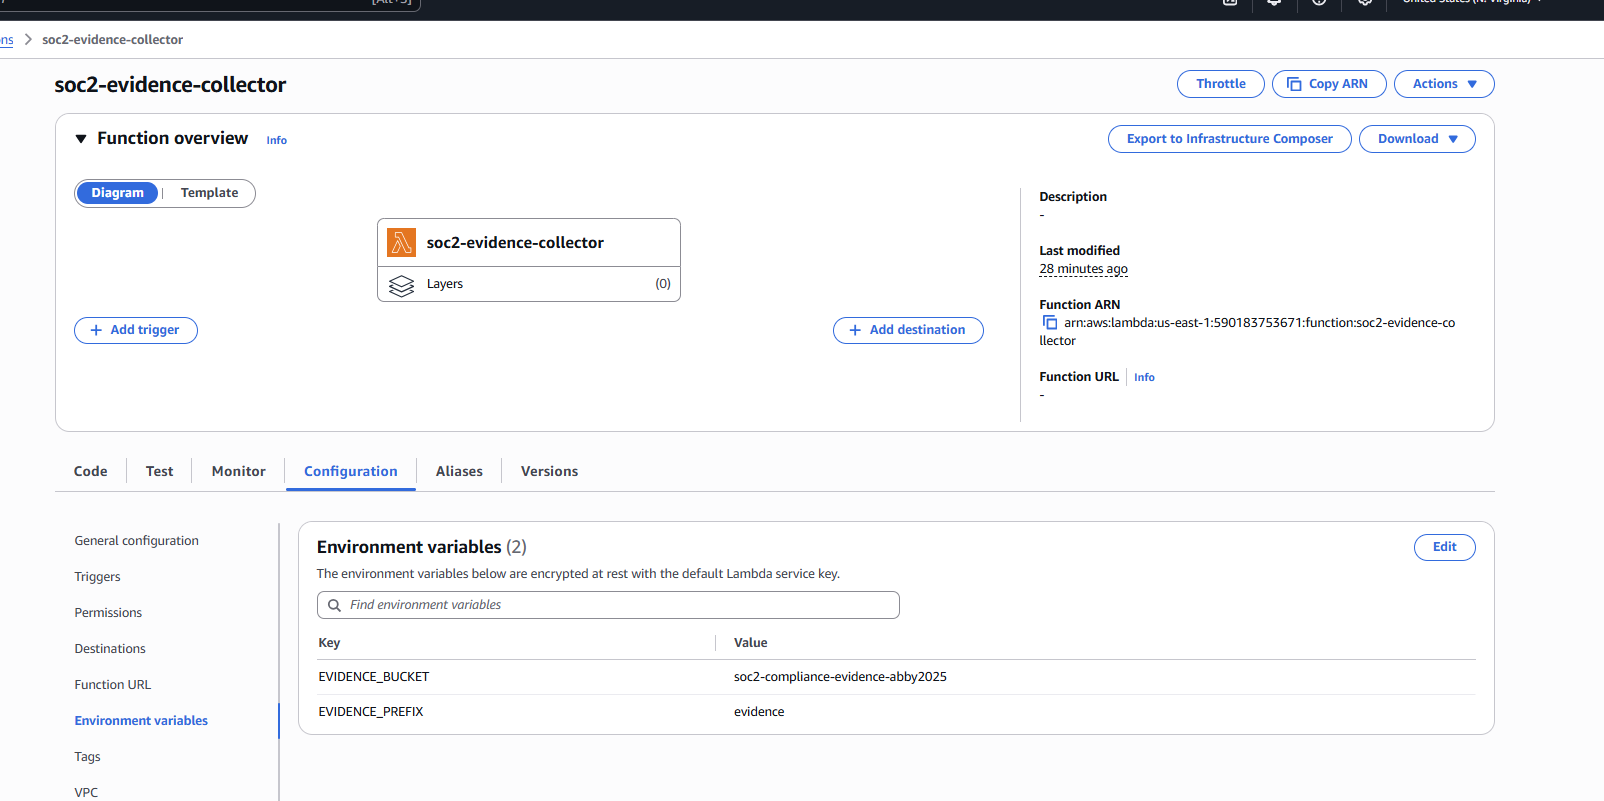 [Alt+S]
United States (N. Virginia)
ons
soc2-evidence-collector
soc2-evidence-collector
Throttle
Copy ARN
Actions
Function overview
Info
Export to Infrastructure Composer
Download
Diagram
Template
soc2-evidence-collector
Layers
(0)
Add trigger
Add destination
Description
-
Last modified
28 minutes ago
Function ARN
arn:aws:lambda:us-east-1:590183753671:function:soc2-evidence-co
llector
Function URL
Info
-
Code
Test
Monitor
Configuration
Aliases
Versions
General configuration
Triggers
Permissions
Destinations
Function URL
Environment variables
Tags
VPC
Environment variables (2)
Edit
The environment variables below are encrypted at rest with the default Lambda service key.
Find environment variables
Key
Value
EVIDENCE_BUCKET
soc2-compliance-evidence-abby2025
EVIDENCE_PREFIX
evidence